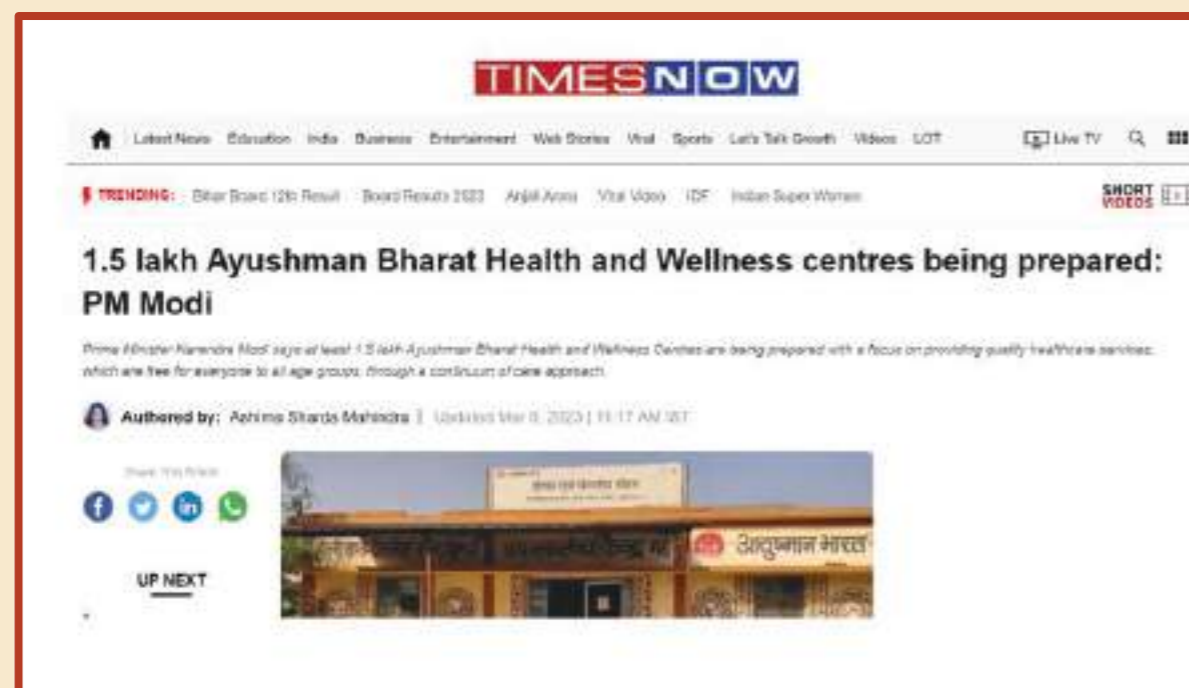 TIMES NOW
Latest News Education India Business Entertainment Web Stories Viral Sports Let's Talk Growth Videos LOT Live TV
TRENDING: Bihar Board 12th Result Board Results 2023 Anjali Arora Viral Video IDF Indian Super Women SHORT VIDEOS
1.5 lakh Ayushman Bharat Health and Wellness centres being prepared:
PM Modi
Prime Minister Narendra Modi says at least 1.5 lakh Ayushman Bharat Health and Wellness Centres are being prepared with a focus on providing quality healthcare services,
which are free for everyone to all age groups, through a continuum of care approach.
Authored by: Ashima Sharda Mahindra | Updated Mar 2023 | 11:17 AM IST
Share This Article
UP NEXT
आयुष्मान भारत